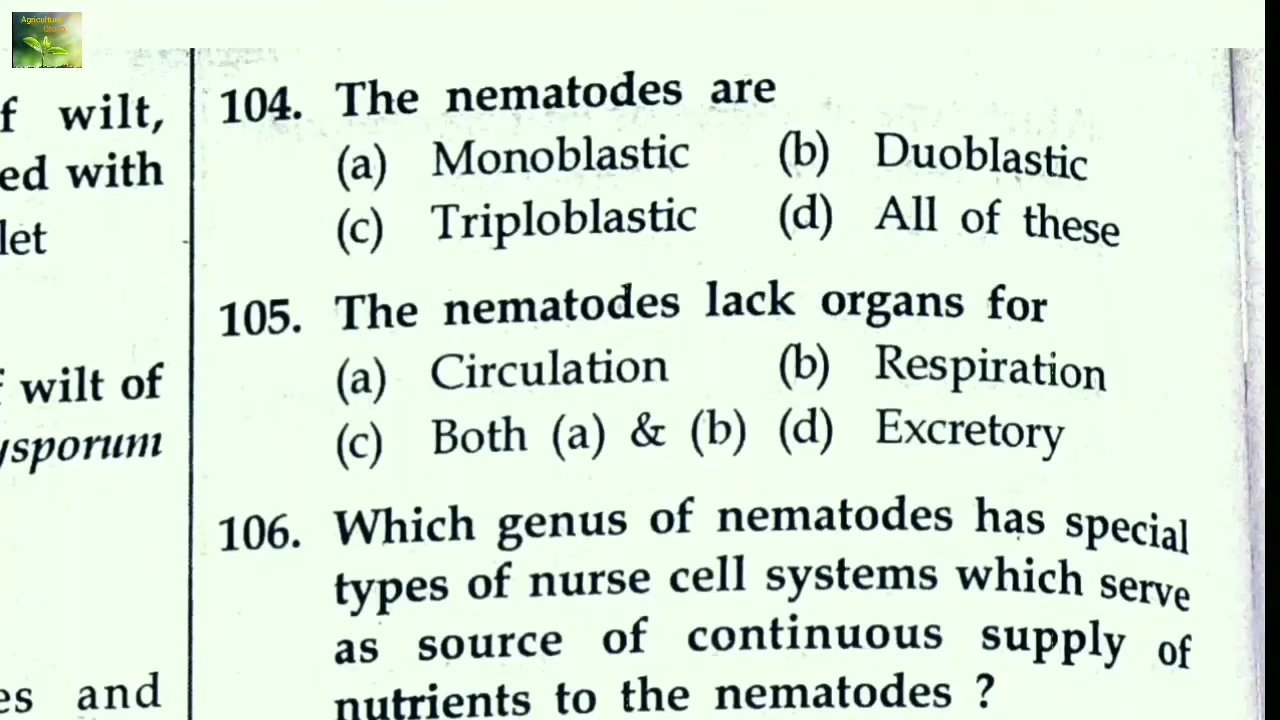 Agriculture
Group
f wilt,
ed with
let
f wilt of
ysporum
es and
104. The nematodes are
(a) Monoblastic (b) Duoblastic
(c) Triploblastic (d) All of these
105. The nematodes lack organs for
(a) Circulation (b) Respiration
(c) Both (a) & (b) (d) Excretory
106. Which genus of nematodes has special
types of nurse cell systems which serve
as source of continuous supply of
nutrients to the nematodes ?